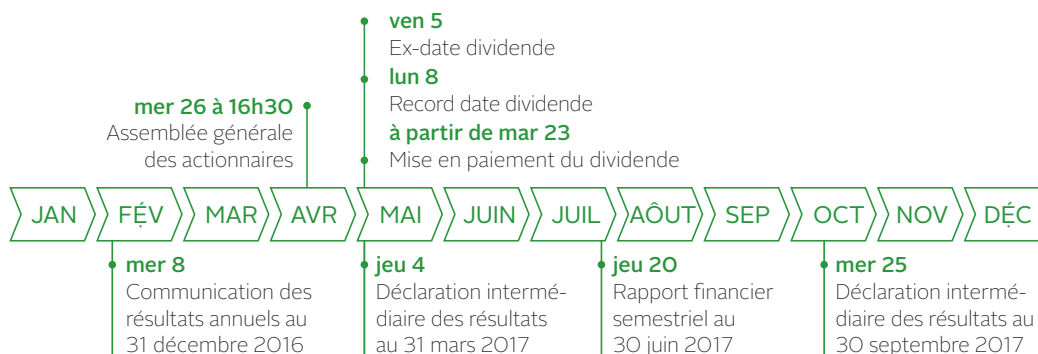 ven 5
Ex-date dividende
lun 8
Record date dividende
à partir de mar 23
Mise en paiement du dividende
mer 26 à 16h30
Assemblée générale
des actionnaires
JAN
FÉV
MAR
AVR
MAI
JUIN
JUIL
AÔUT
SEP
OCT
NOV
DÉC
mer 8
Communication des
résultats annuels au
31 décembre 2016
jeu 4
Déclaration intermé-
diaire des résultats
au 31 mars 2017
jeu 20
Rapport financier
semestriel au
30 juin 2017
mer 25
Déclaration intermé-
diaire des résultats au
30 septembre 2017